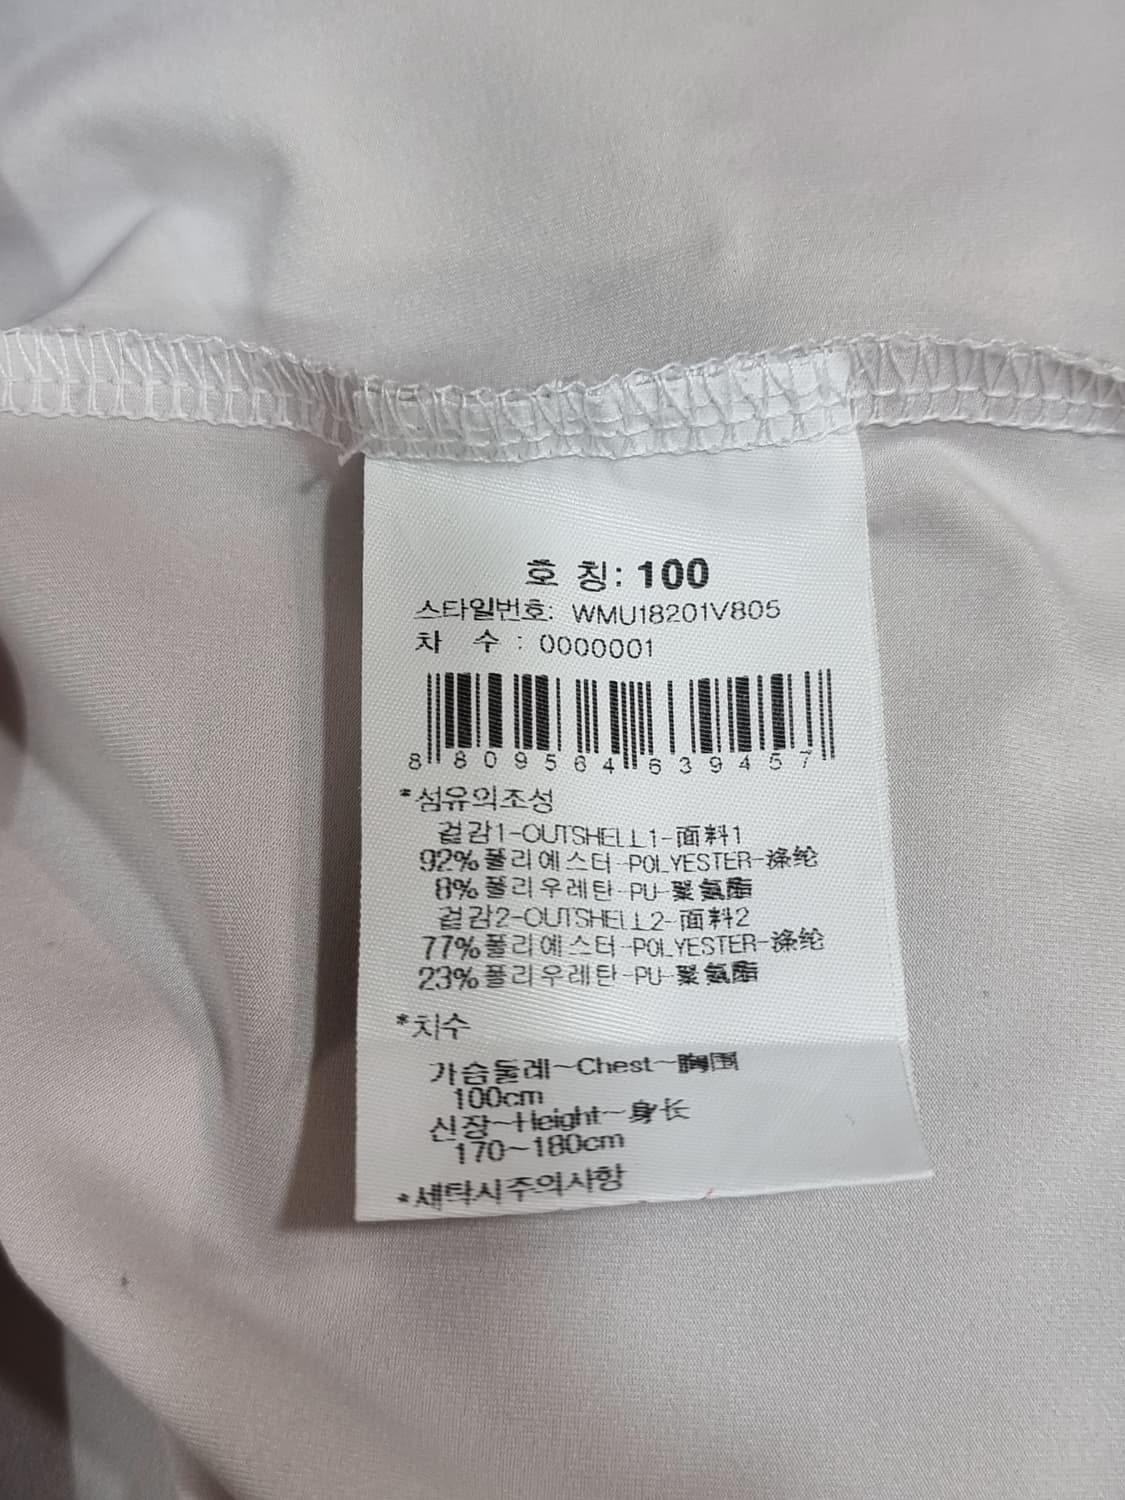 호 칭: 100
스타일번호: WMU18201V805
차 수 : 0000001
8 809564 639457
*섬유의조성
겉감1-OUTSHELL1-面料1
92%폴리에스터-POLYESTER-涤纶
8%폴리우레탄-PU-聚氨酯
겉감2-OUTSHELL2-面料2
77%폴리에스터-POLYESTER-涤纶
23%폴리우레탄-PU-聚氨酯
*치수
가슴둘레~Chest~胸围
100cm
신장~Height~身长
170~180cm
*세탁시주의사항